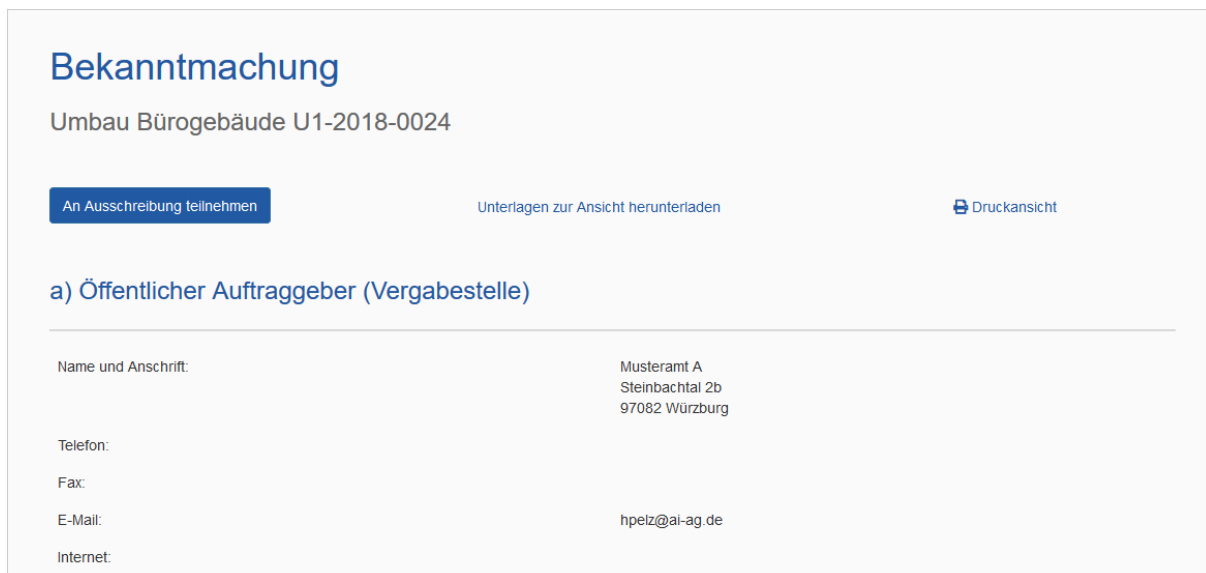 Bekanntmachung
Umbau Bürogebäude U1-2018-0024
An Ausschreibung teilnehmen Unterlagen zur Ansicht herunterladen Druckansicht
a) Öffentlicher Auftraggeber (Vergabestelle)
Name und Anschrift: Musteramt A
Steinbachtal 2b
97082 Würzburg
Telefon:
Fax:
E-Mail: hpelz@ai-ag.de
Internet: